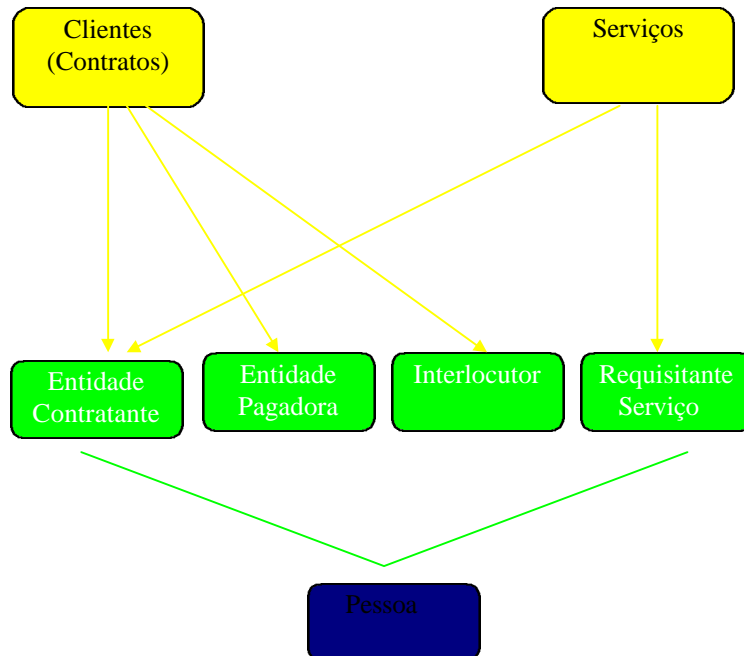 Clientes
(Contratos)
Serviços
Entidade
Contratante
Entidade
Pagadora
Interlocutor
Requisitante
Serviço
Pessoa